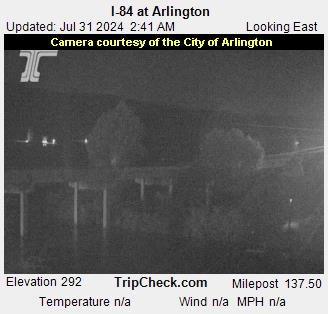 I-84 at Arlington
Updated: Jul 31 2024 2:41 AM Looking East
Camera courtesy of the City of Arlington
Elevation 292 TripCheck.com Milepost 137.50
Temperature n/a Wind n/a MPH n/a